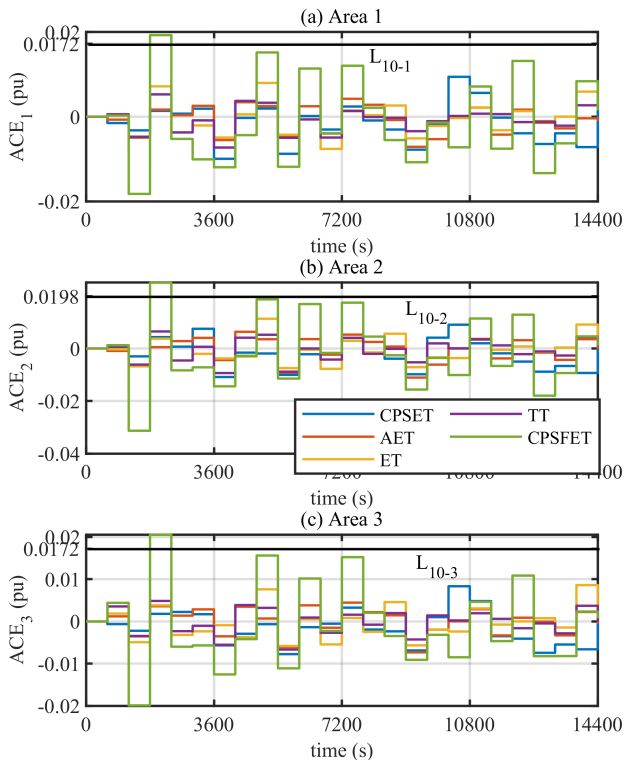 (a) Area 1
0.02
0.0172
L10-1
0
-0.02
ACE1 (pu)
0 3600 7200 10800 14400
time (s)
(b) Area 2
0.0198
L10-2
0
-0.02
-0.04
ACE2 (pu)
CPSET TT
AET CPSFET
ET
0 3600 7200 10800 14400
time (s)
(c) Area 3
0.02
0.0172
L10-3
0.01
0
-0.01
-0.02
ACE3 (pu)
0 3600 7200 10800 14400
time (s)